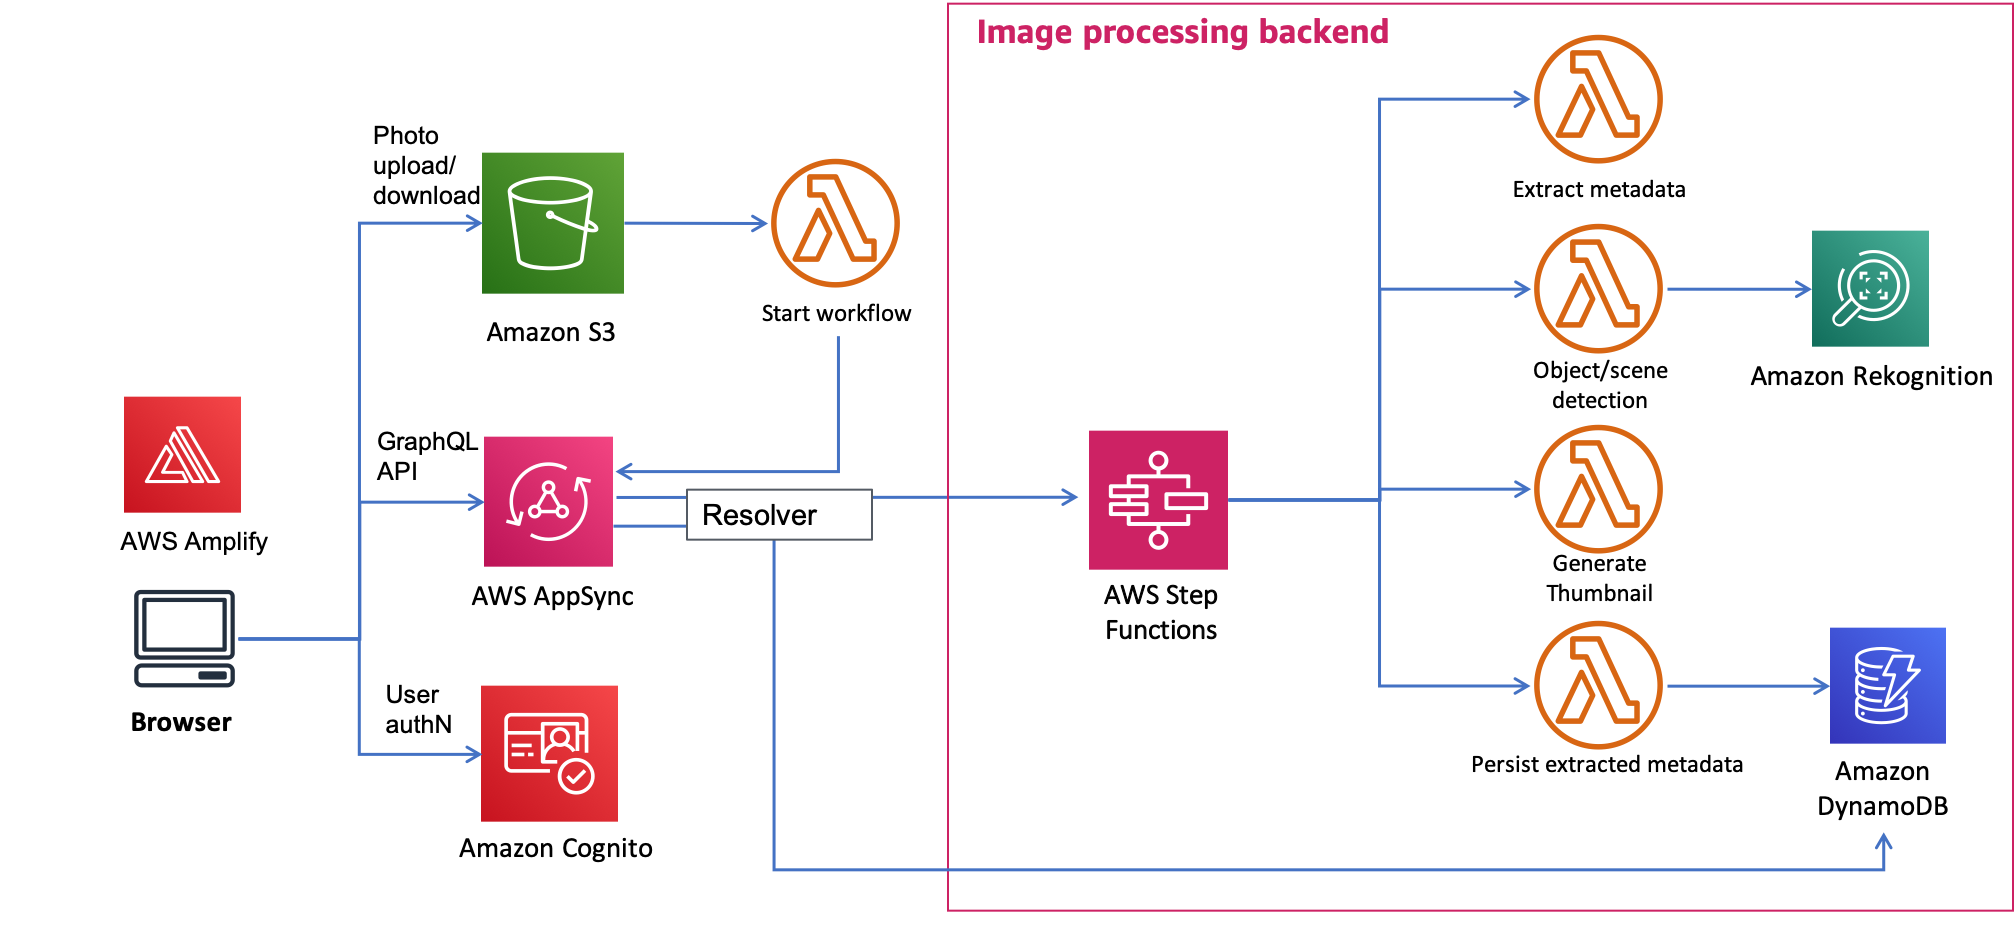 Image processing backend
Photo
upload/
download
Extract metadata
Start workflow
Amazon S3
Object/scene
detection
Amazon Rekognition
GraphQL
API
Resolver
AWS Amplify
AWS AppSync
Generate
Thumbnail
AWS Step
Functions
User
authN
Browser
Persist extracted metadata
Amazon
DynamoDB
Amazon Cognito